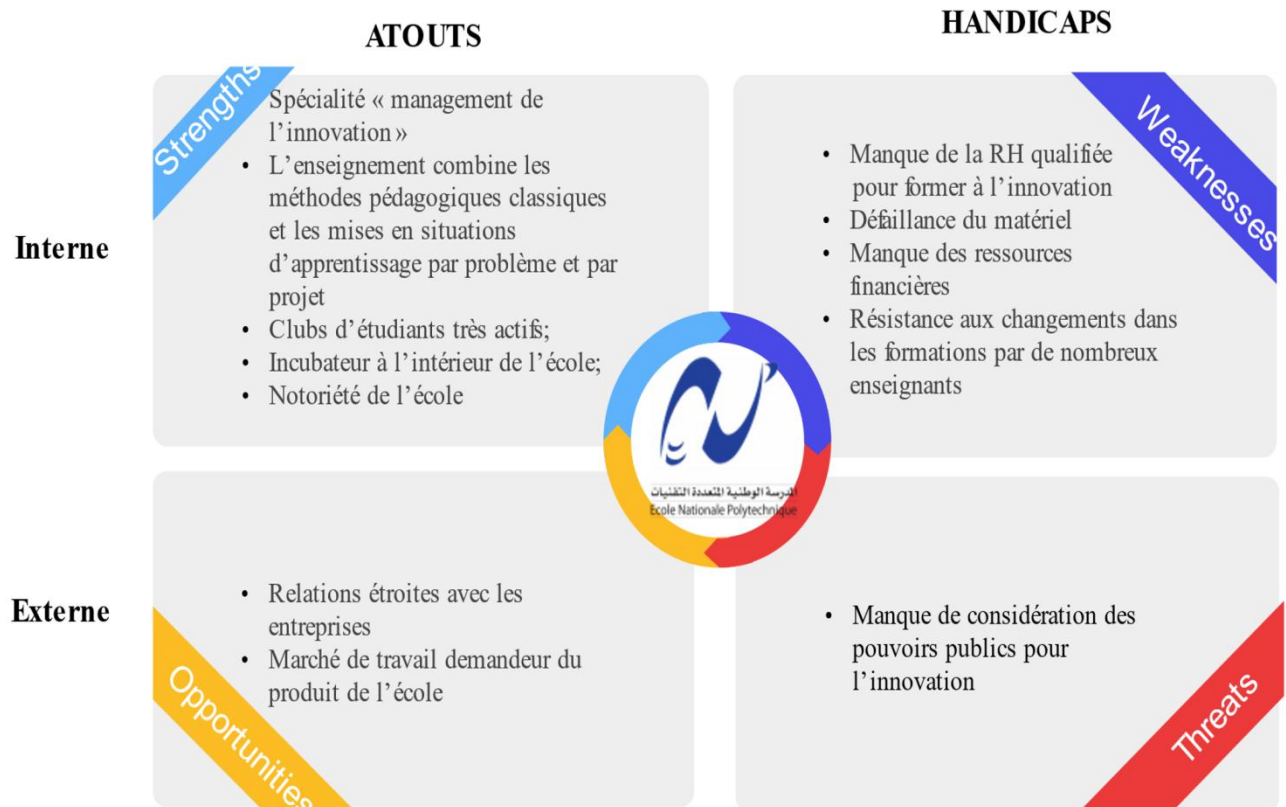 ATOUTS
HANDICAPS
Interne
Strengths
Spécialité « management de
l’innovation »
• L’enseignement combine les
méthodes pédagogiques classiques
et les mises en situations
d’apprentissage par problème et par
projet
• Clubs d’étudiants très actifs;
• Incubateur à l’intérieur de l’école;
• Notoriété de l’école
Weaknesses
• Manque de la RH qualifiée
pour former à l’innovation
• Défaillance du matériel
• Manque des ressources
financières
• Résistance aux changements dans
les formations par de nombreux
enseignants
المدرسة الوطنية المتعددة التقنيات
Ecole Nationale Polytechnique
Externe
• Relations étroites avec les
entreprises
• Marché de travail demandeur du
produit de l’école
Opportunities
• Manque de considération des
pouvoirs publics pour
l’innovation
Threats